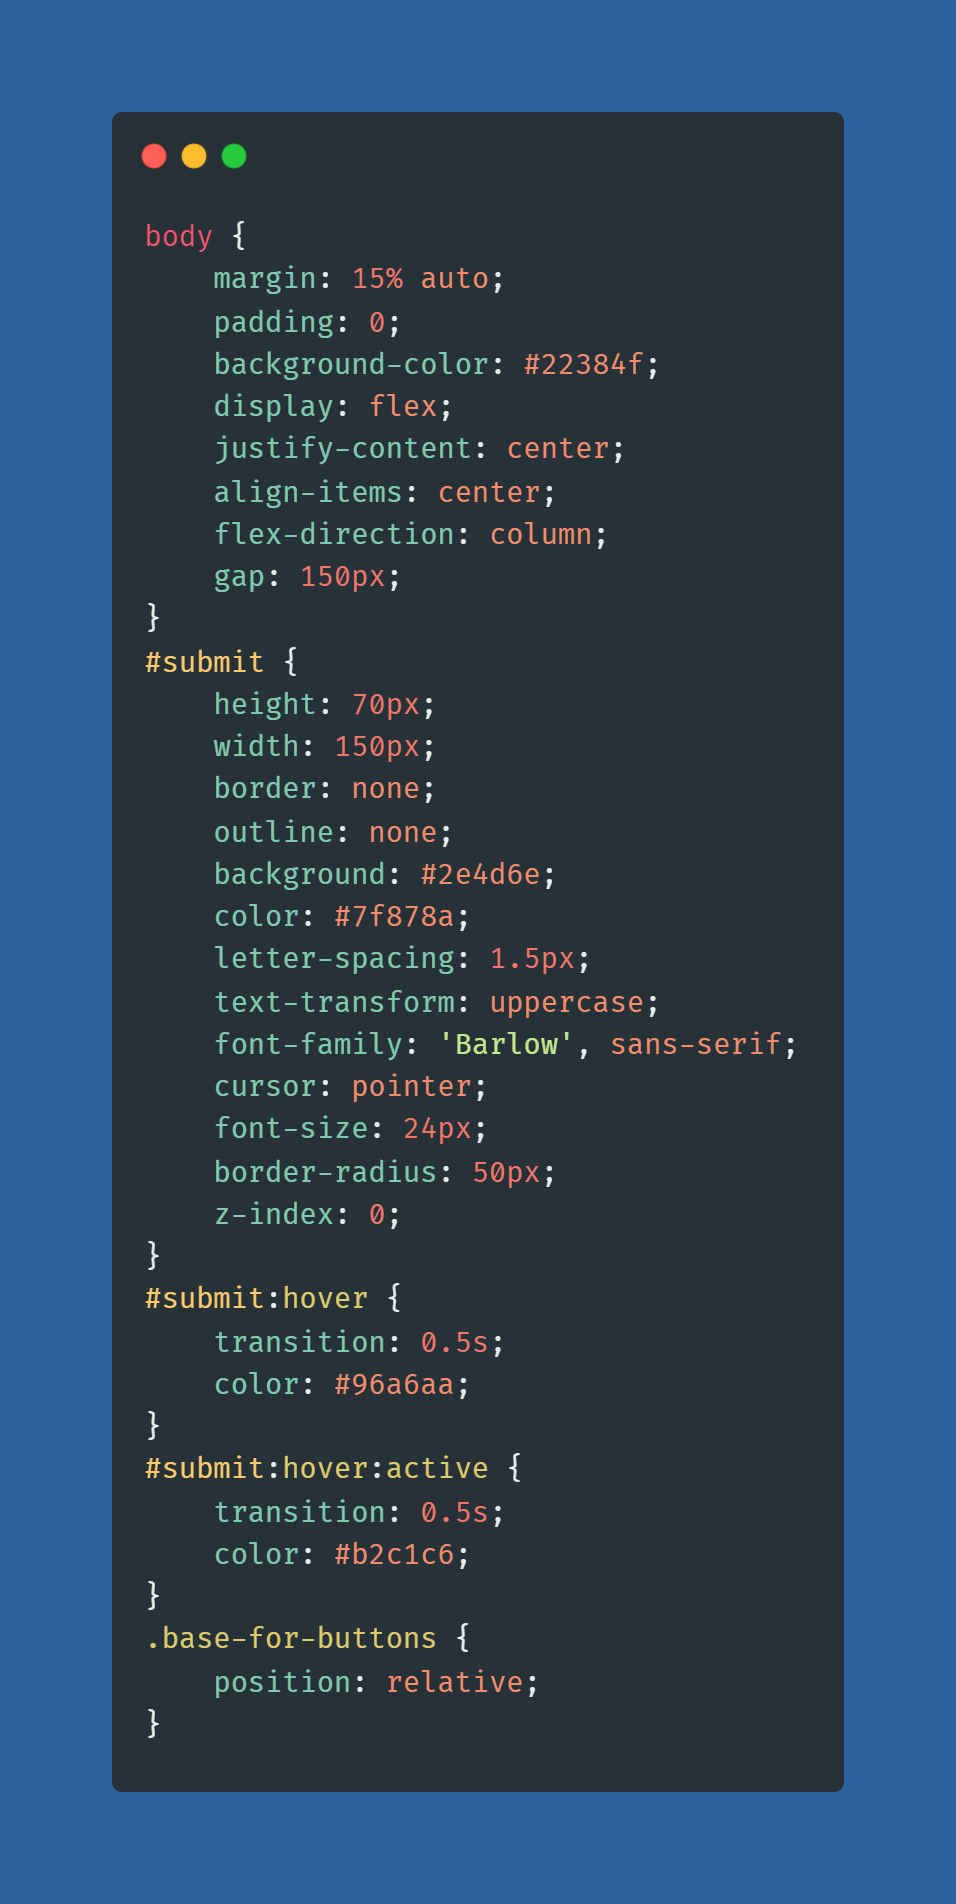 body {
    margin: 15% auto;
    padding: 0;
    background-color: #22384f;
    display: flex;
    justify-content: center;
    align-items: center;
    flex-direction: column;
    gap: 150px;
}
#submit {
    height: 70px;
    width: 150px;
    border: none;
    outline: none;
    background: #2e4d6e;
    color: #7f878a;
    letter-spacing: 1.5px;
    text-transform: uppercase;
    font-family: 'Barlow', sans-serif;
    cursor: pointer;
    font-size: 24px;
    border-radius: 50px;
    z-index: 0;
}
#submit:hover {
    transition: 0.5s;
    color: #96a6aa;
}
#submit:hover:active {
    transition: 0.5s;
    color: #b2c1c6;
}
.base-for-buttons {
    position: relative;
}